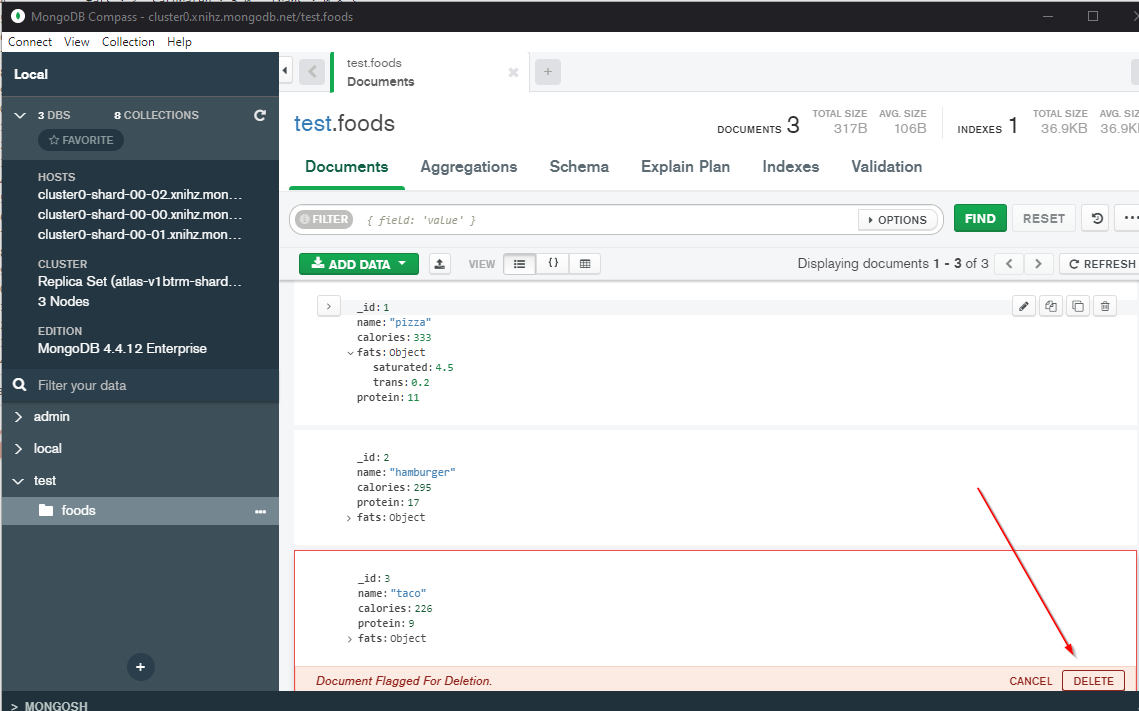 MongoDB Compass - cluster0.xnihz.mongodb.net/test.foods
Connect View Collection Help
Local
3 DBS 8 COLLECTIONS
FAVORITE
HOSTS
cluster0-shard-00-02.xnihz.mon...
cluster0-shard-00-00.xnihz.mon...
cluster0-shard-00-01.xnihz.mon...
CLUSTER
Replica Set (atlas-v1btrm-shard...
3 Nodes
EDITION
MongoDB 4.4.12 Enterprise
Filter your data
admin
local
test
foods
MONGOSH
test.foods
Documents
test.foods
DOCUMENTS 3 TOTAL SIZE 317B AVG. SIZE 106B INDEXES 1 TOTAL SIZE 36.9KB AVG. SIZ 36.9K
Documents Aggregations Schema Explain Plan Indexes Validation
FILTER { field: 'value' } OPTIONS FIND RESET
ADD DATA VIEW {} Displaying documents 1 - 3 of 3 REFRESH
_id: 1
name: "pizza"
calories: 333
fats: Object
saturated: 4.5
trans: 0.2
protein: 11
_id: 2
name: "hamburger"
calories: 295
protein: 17
fats: Object
_id: 3
name: "taco"
calories: 226
protein: 9
fats: Object
Document Flagged For Deletion. CANCEL DELETE